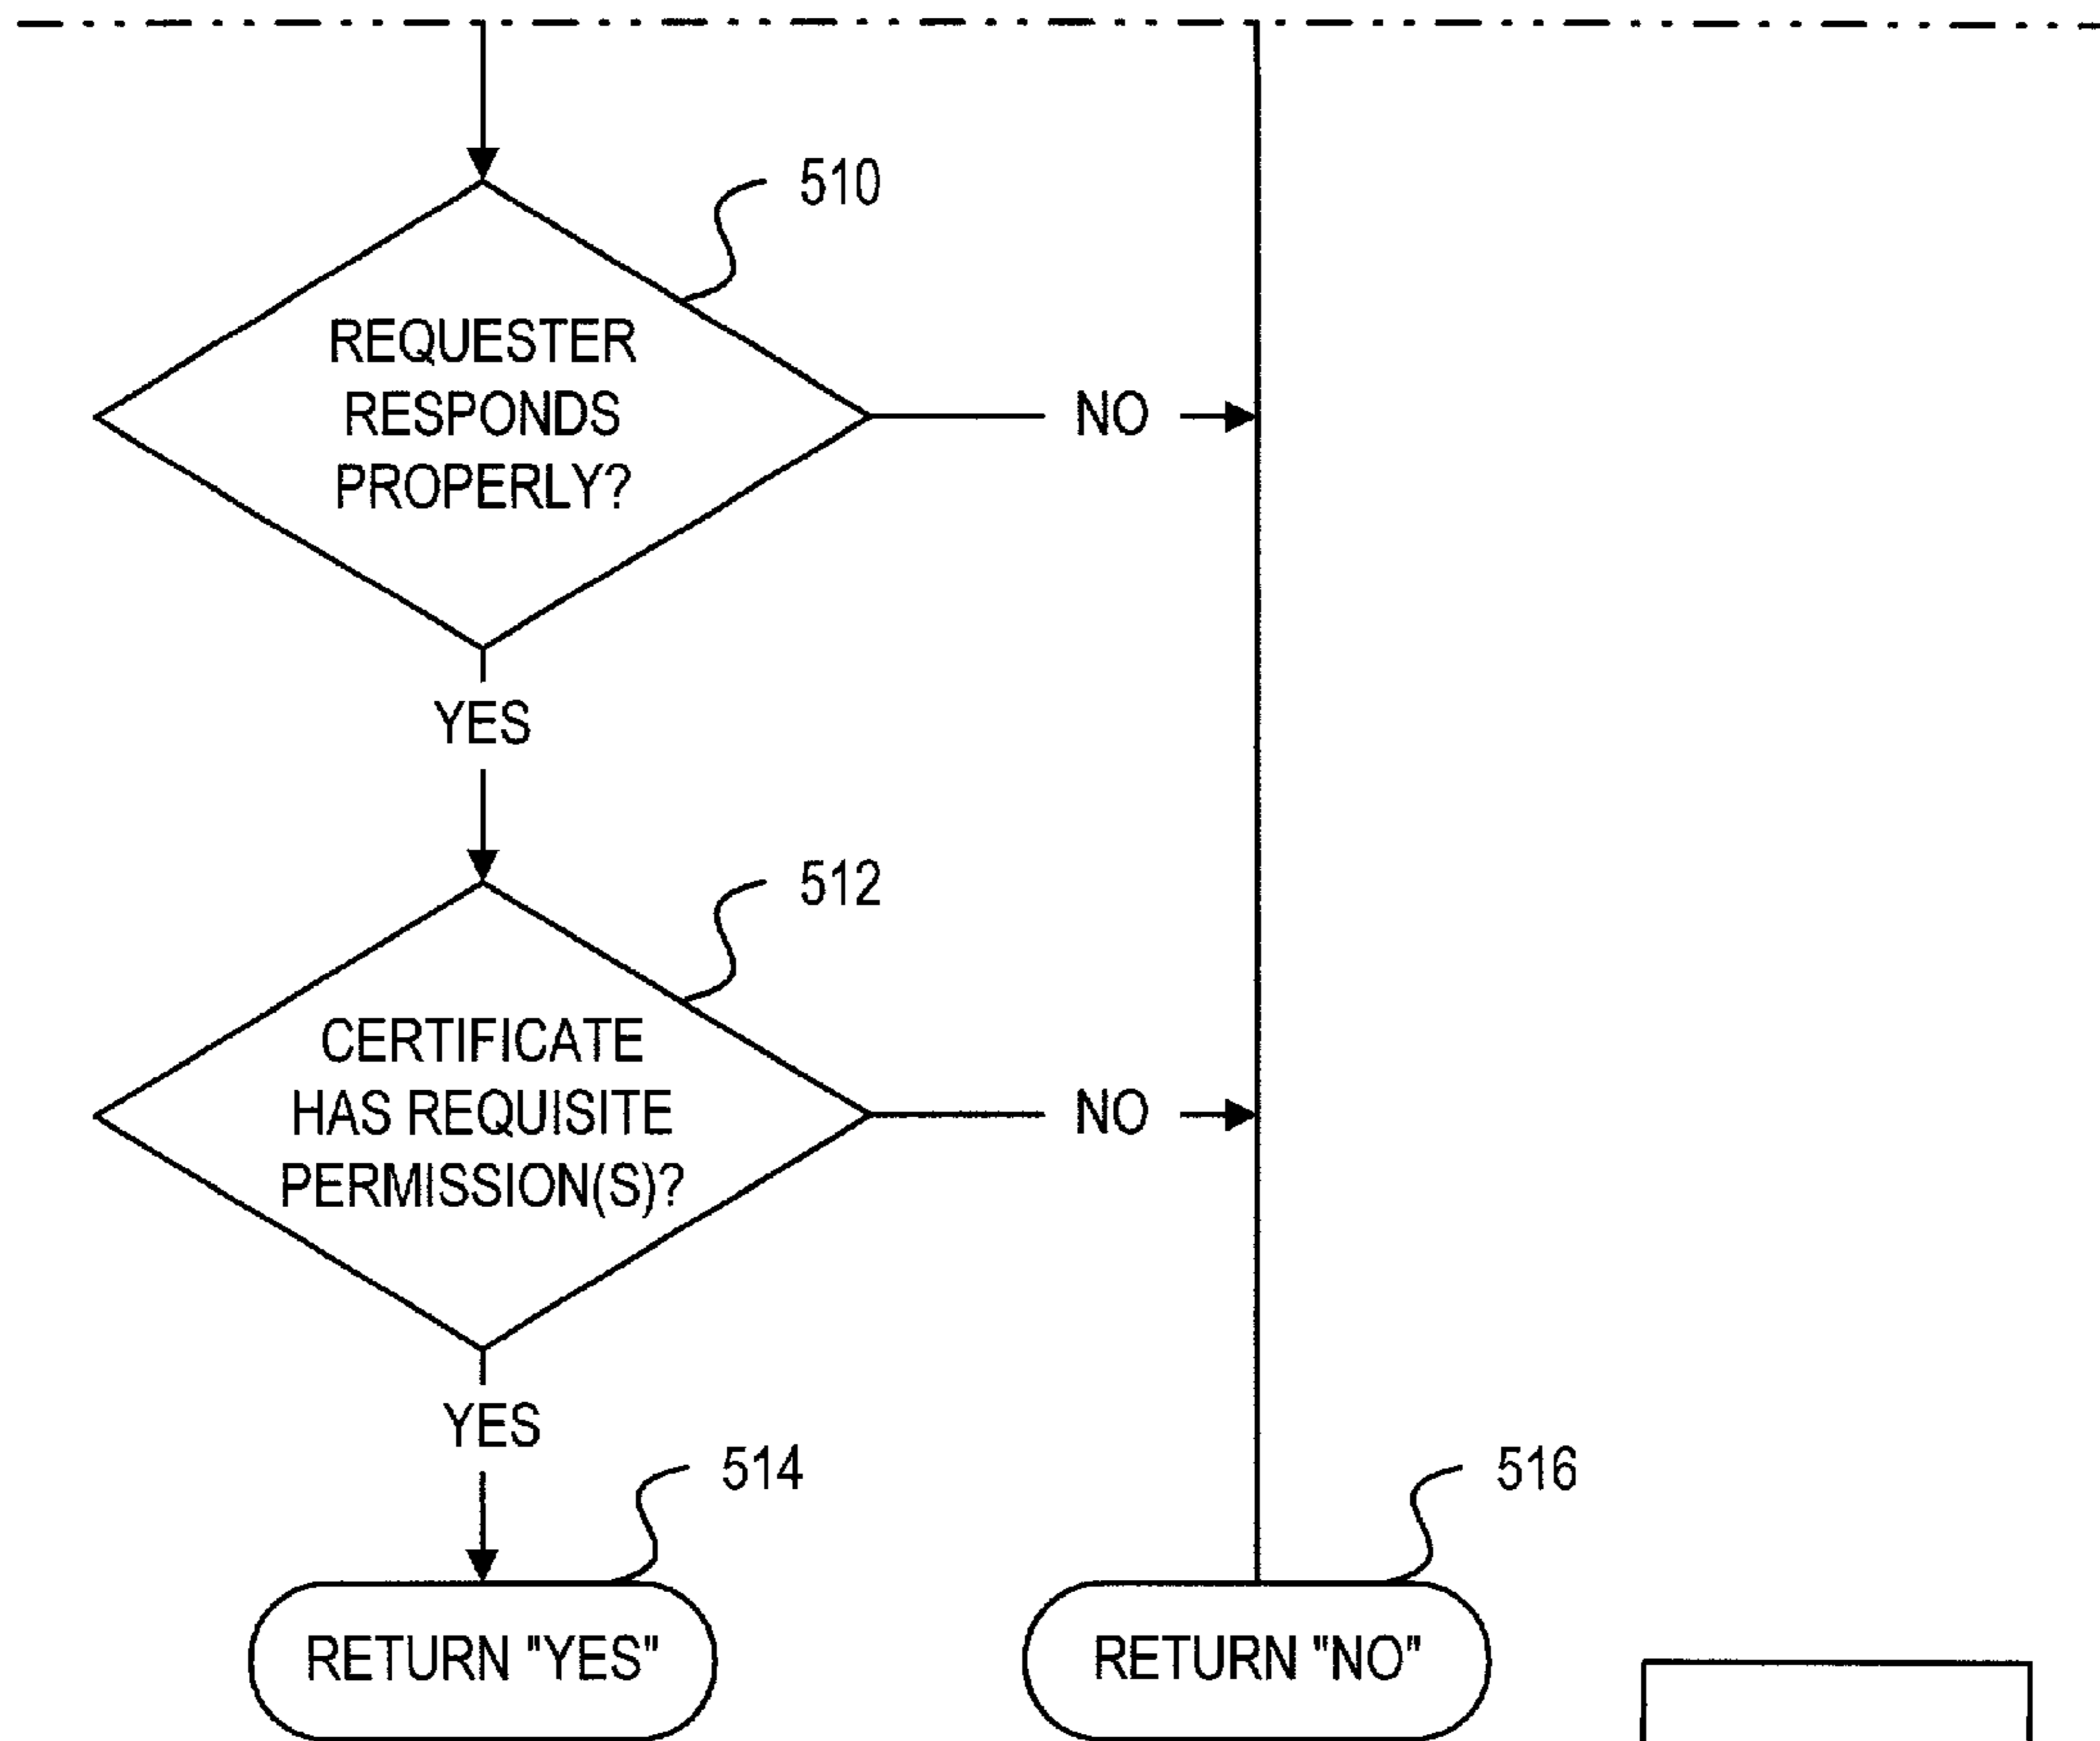 510
REQUESTER
RESPONDS
PROPERLY?
NO
YES
512
CERTIFICATE
HAS REQUISITE
PERMISSION(S)?
NO
YES
514
516
RETURN "YES"
RETURN "NO"